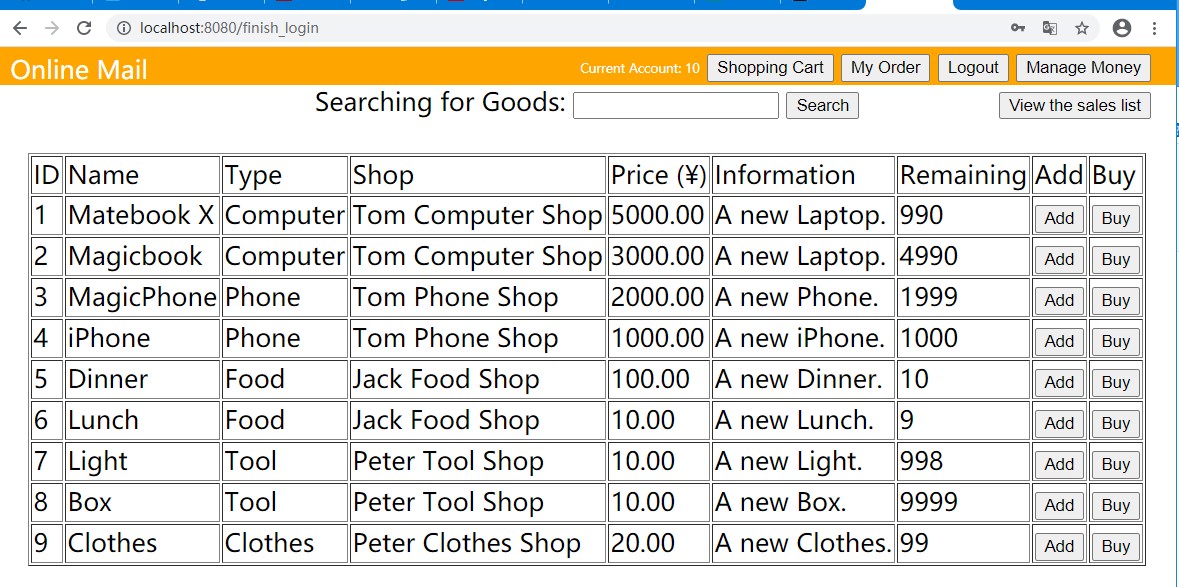 localhost:8080/finish_login
Online Mail Current Account: 10 Shopping Cart My Order Logout Manage Money
Searching for Goods: Search View the sales list
ID Name Type Shop Price (¥) Information Remaining Add Buy
1 Matebook X Computer Tom Computer Shop 5000.00 A new Laptop. 990 Add Buy
2 Magicbook Computer Tom Computer Shop 3000.00 A new Laptop. 4990 Add Buy
3 MagicPhone Phone Tom Phone Shop 2000.00 A new Phone. 1999 Add Buy
4 iPhone Phone Tom Phone Shop 1000.00 A new iPhone. 1000 Add Buy
5 Dinner Food Jack Food Shop 100.00 A new Dinner. 10 Add Buy
6 Lunch Food Jack Food Shop 10.00 A new Lunch. 9 Add Buy
7 Light Tool Peter Tool Shop 10.00 A new Light. 998 Add Buy
8 Box Tool Peter Tool Shop 10.00 A new Box. 9999 Add Buy
9 Clothes Clothes Peter Clothes Shop 20.00 A new Clothes. 99 Add Buy